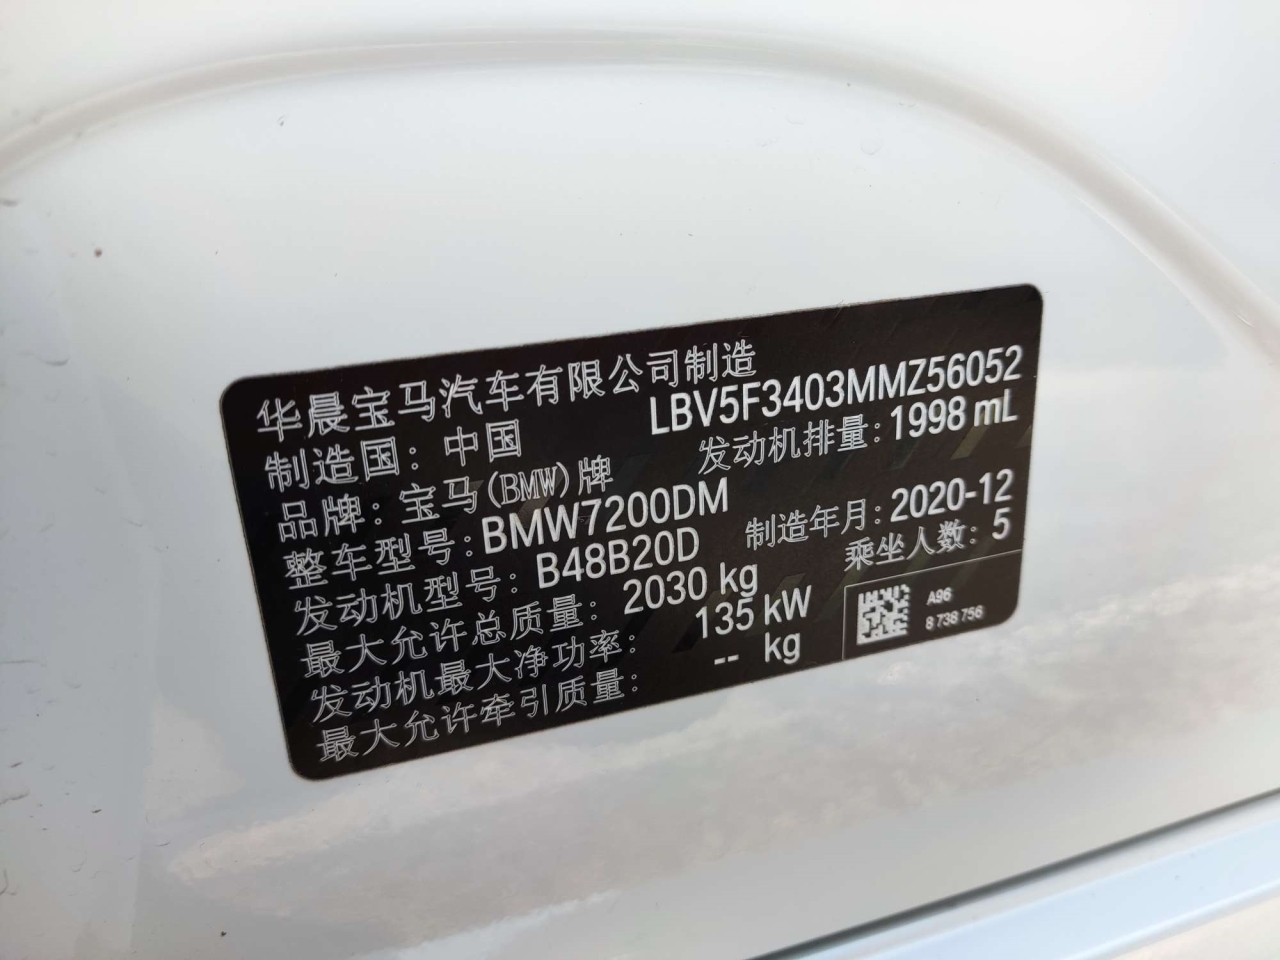 华晨宝马汽车有限公司制造
制造国：中国 LBV5F3403MMZ56052
品牌：宝马(BMW)牌 发动机排量：1998 mL
整车型号：BMW7200DM
发动机型号：B48B20D 制造年月：2020-12
最大允许总质量：2030 kg 乘坐人数：5
发动机最大净功率：135 kW
最大允许牵引质量：-- kg
A96
8 738 756